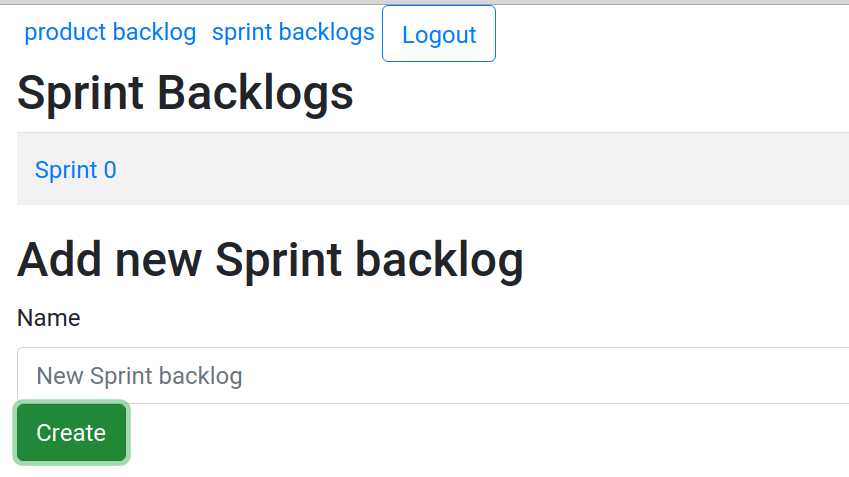 product backlog sprint backlogs Logout
Sprint Backlogs
Sprint 0
Add new Sprint backlog
Name
New Sprint backlog
Create